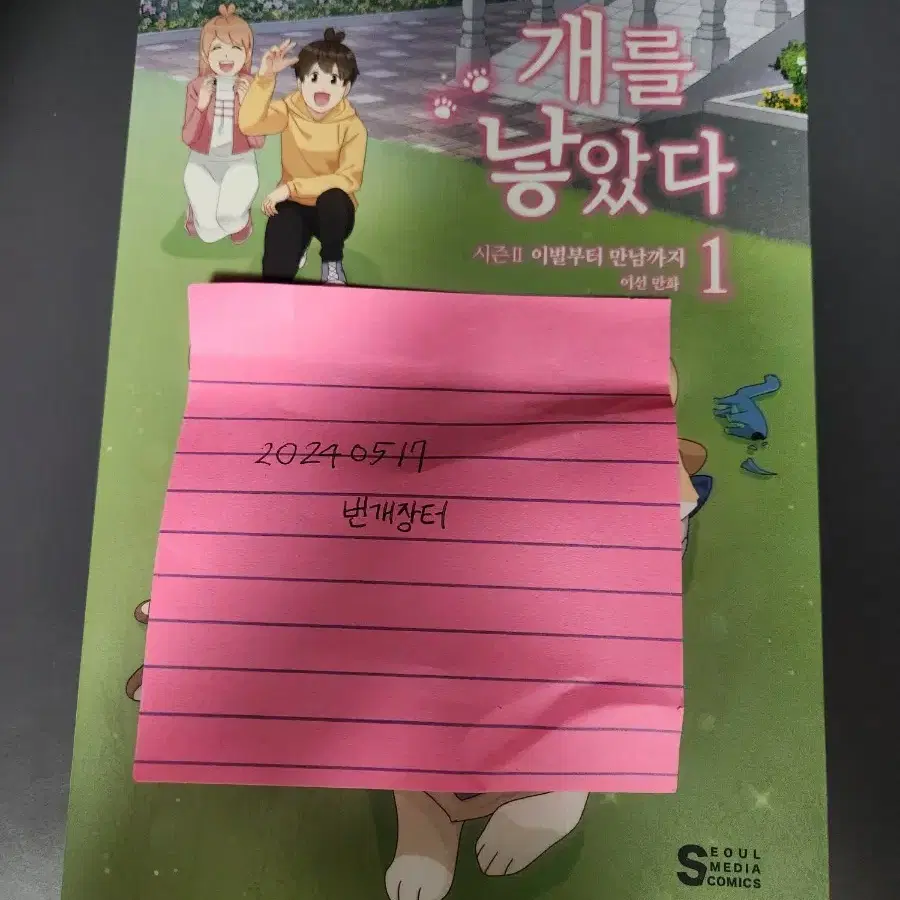 개를
낳았다
시즌Ⅱ 이별부터 만남까지
이선 만화
1
20240517
번개장터
SEOUL
MEDIA
COMICS